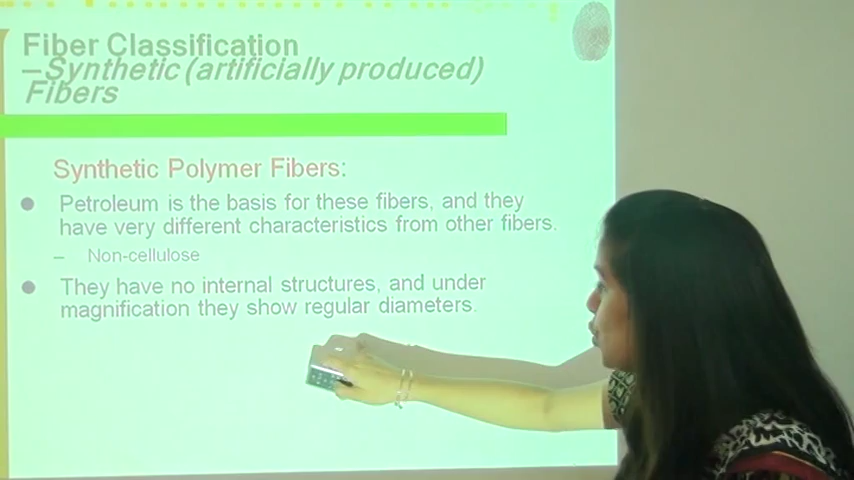 Fiber Classification
—Synthetic (artificially produced)
Fibers
Synthetic Polymer Fibers:
Petroleum is the basis for these fibers, and they
have very different characteristics from other fibers.
– Non-cellulose
They have no internal structures, and under
magnification they show regular diameters.